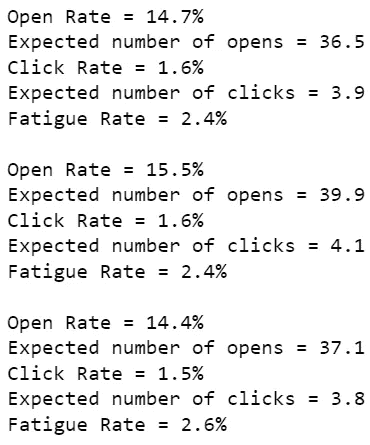 Open Rate = 14.7%
Expected number of opens = 36.5
Click Rate = 1.6%
Expected number of clicks = 3.9
Fatigue Rate = 2.4%
Open Rate = 15.5%
Expected number of opens = 39.9
Click Rate = 1.6%
Expected number of clicks = 4.1
Fatigue Rate = 2.4%
Open Rate = 14.4%
Expected number of opens = 37.1
Click Rate = 1.5%
Expected number of clicks = 3.8
Fatigue Rate = 2.6%